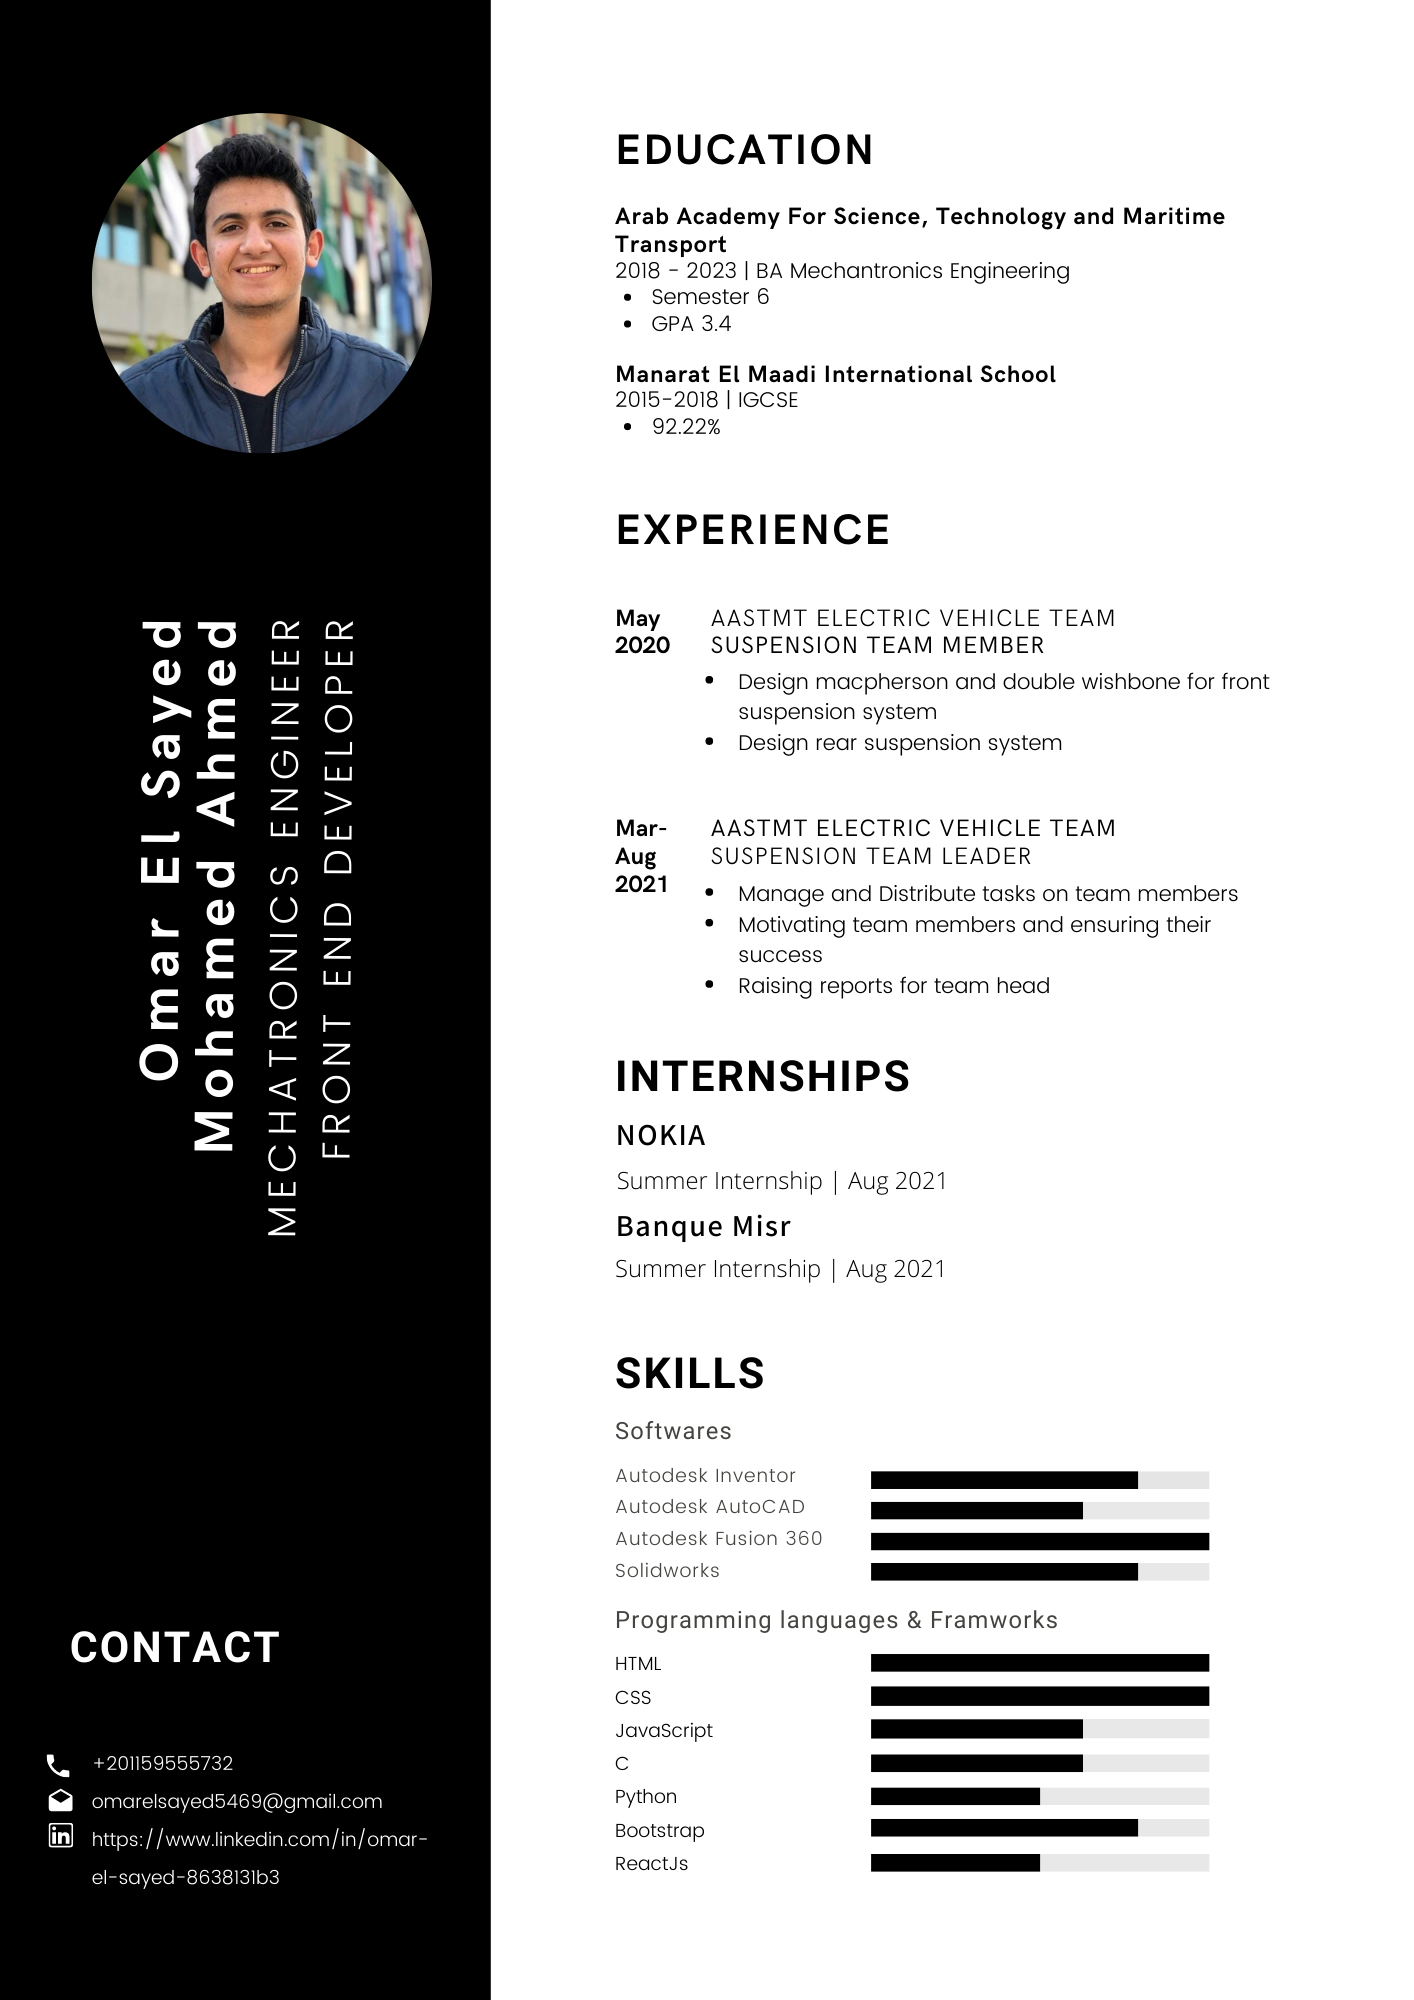 Omar El Sayed
Mohamed Ahmed
MECHATRONICS ENGINEER
FRONT END DEVELOPER
CONTACT
+201159555732
omarelsayed5469@gmail.com
https://www.linkedin.com/in/omar-
el-sayed-8638131b3
EDUCATION
Arab Academy For Science, Technology and Maritime
Transport
2018 - 2023 | BA Mechantronics Engineering
• Semester 6
• GPA 3.4
Manarat El Maadi International School
2015-2018 | IGCSE
• 92.22%
EXPERIENCE
May
2020
AASTMT ELECTRIC VEHICLE TEAM
SUSPENSION TEAM MEMBER
• Design macpherson and double wishbone for front
suspension system
• Design rear suspension system
Mar-
Aug
2021
AASTMT ELECTRIC VEHICLE TEAM
SUSPENSION TEAM LEADER
• Manage and Distribute tasks on team members
• Motivating team members and ensuring their
success
• Raising reports for team head
INTERNSHIPS
NOKIA
Summer Internship | Aug 2021
Banque Misr
Summer Internship | Aug 2021
SKILLS
Softwares
Autodesk Inventor
Autodesk AutoCAD
Autodesk Fusion 360
Solidworks
Programming languages & Framworks
HTML
CSS
JavaScript
C
Python
Bootstrap
ReactJs